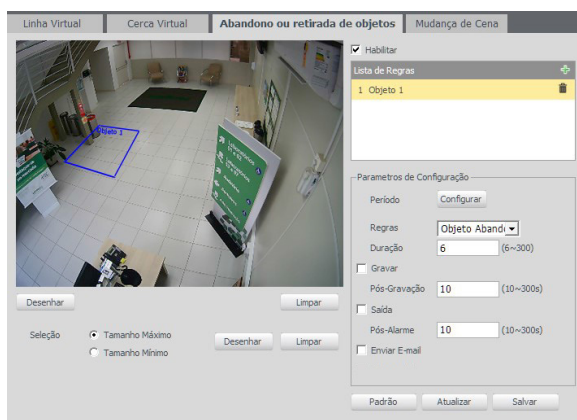 Linha Virtual
Cerca Virtual
Abandono ou retirada de objetos
Mudança de Cena
Habilitar
Lista de Regras
1 Objeto 1
Objeto 1
Laboratórios
Parametros de Configuração
Período
Configurar
Regras
Objeto Aband
Duração
6
(6~300)
Gravar
Pós-Gravação
10
(10~300s)
Saída
Pós-Alarme
10
(10~300s)
Enviar E-mail
Desenhar
Limpar
Seleção
Tamanho Máximo
Tamanho Mínimo
Desenhar
Limpar
Padrão
Atualizar
Salvar